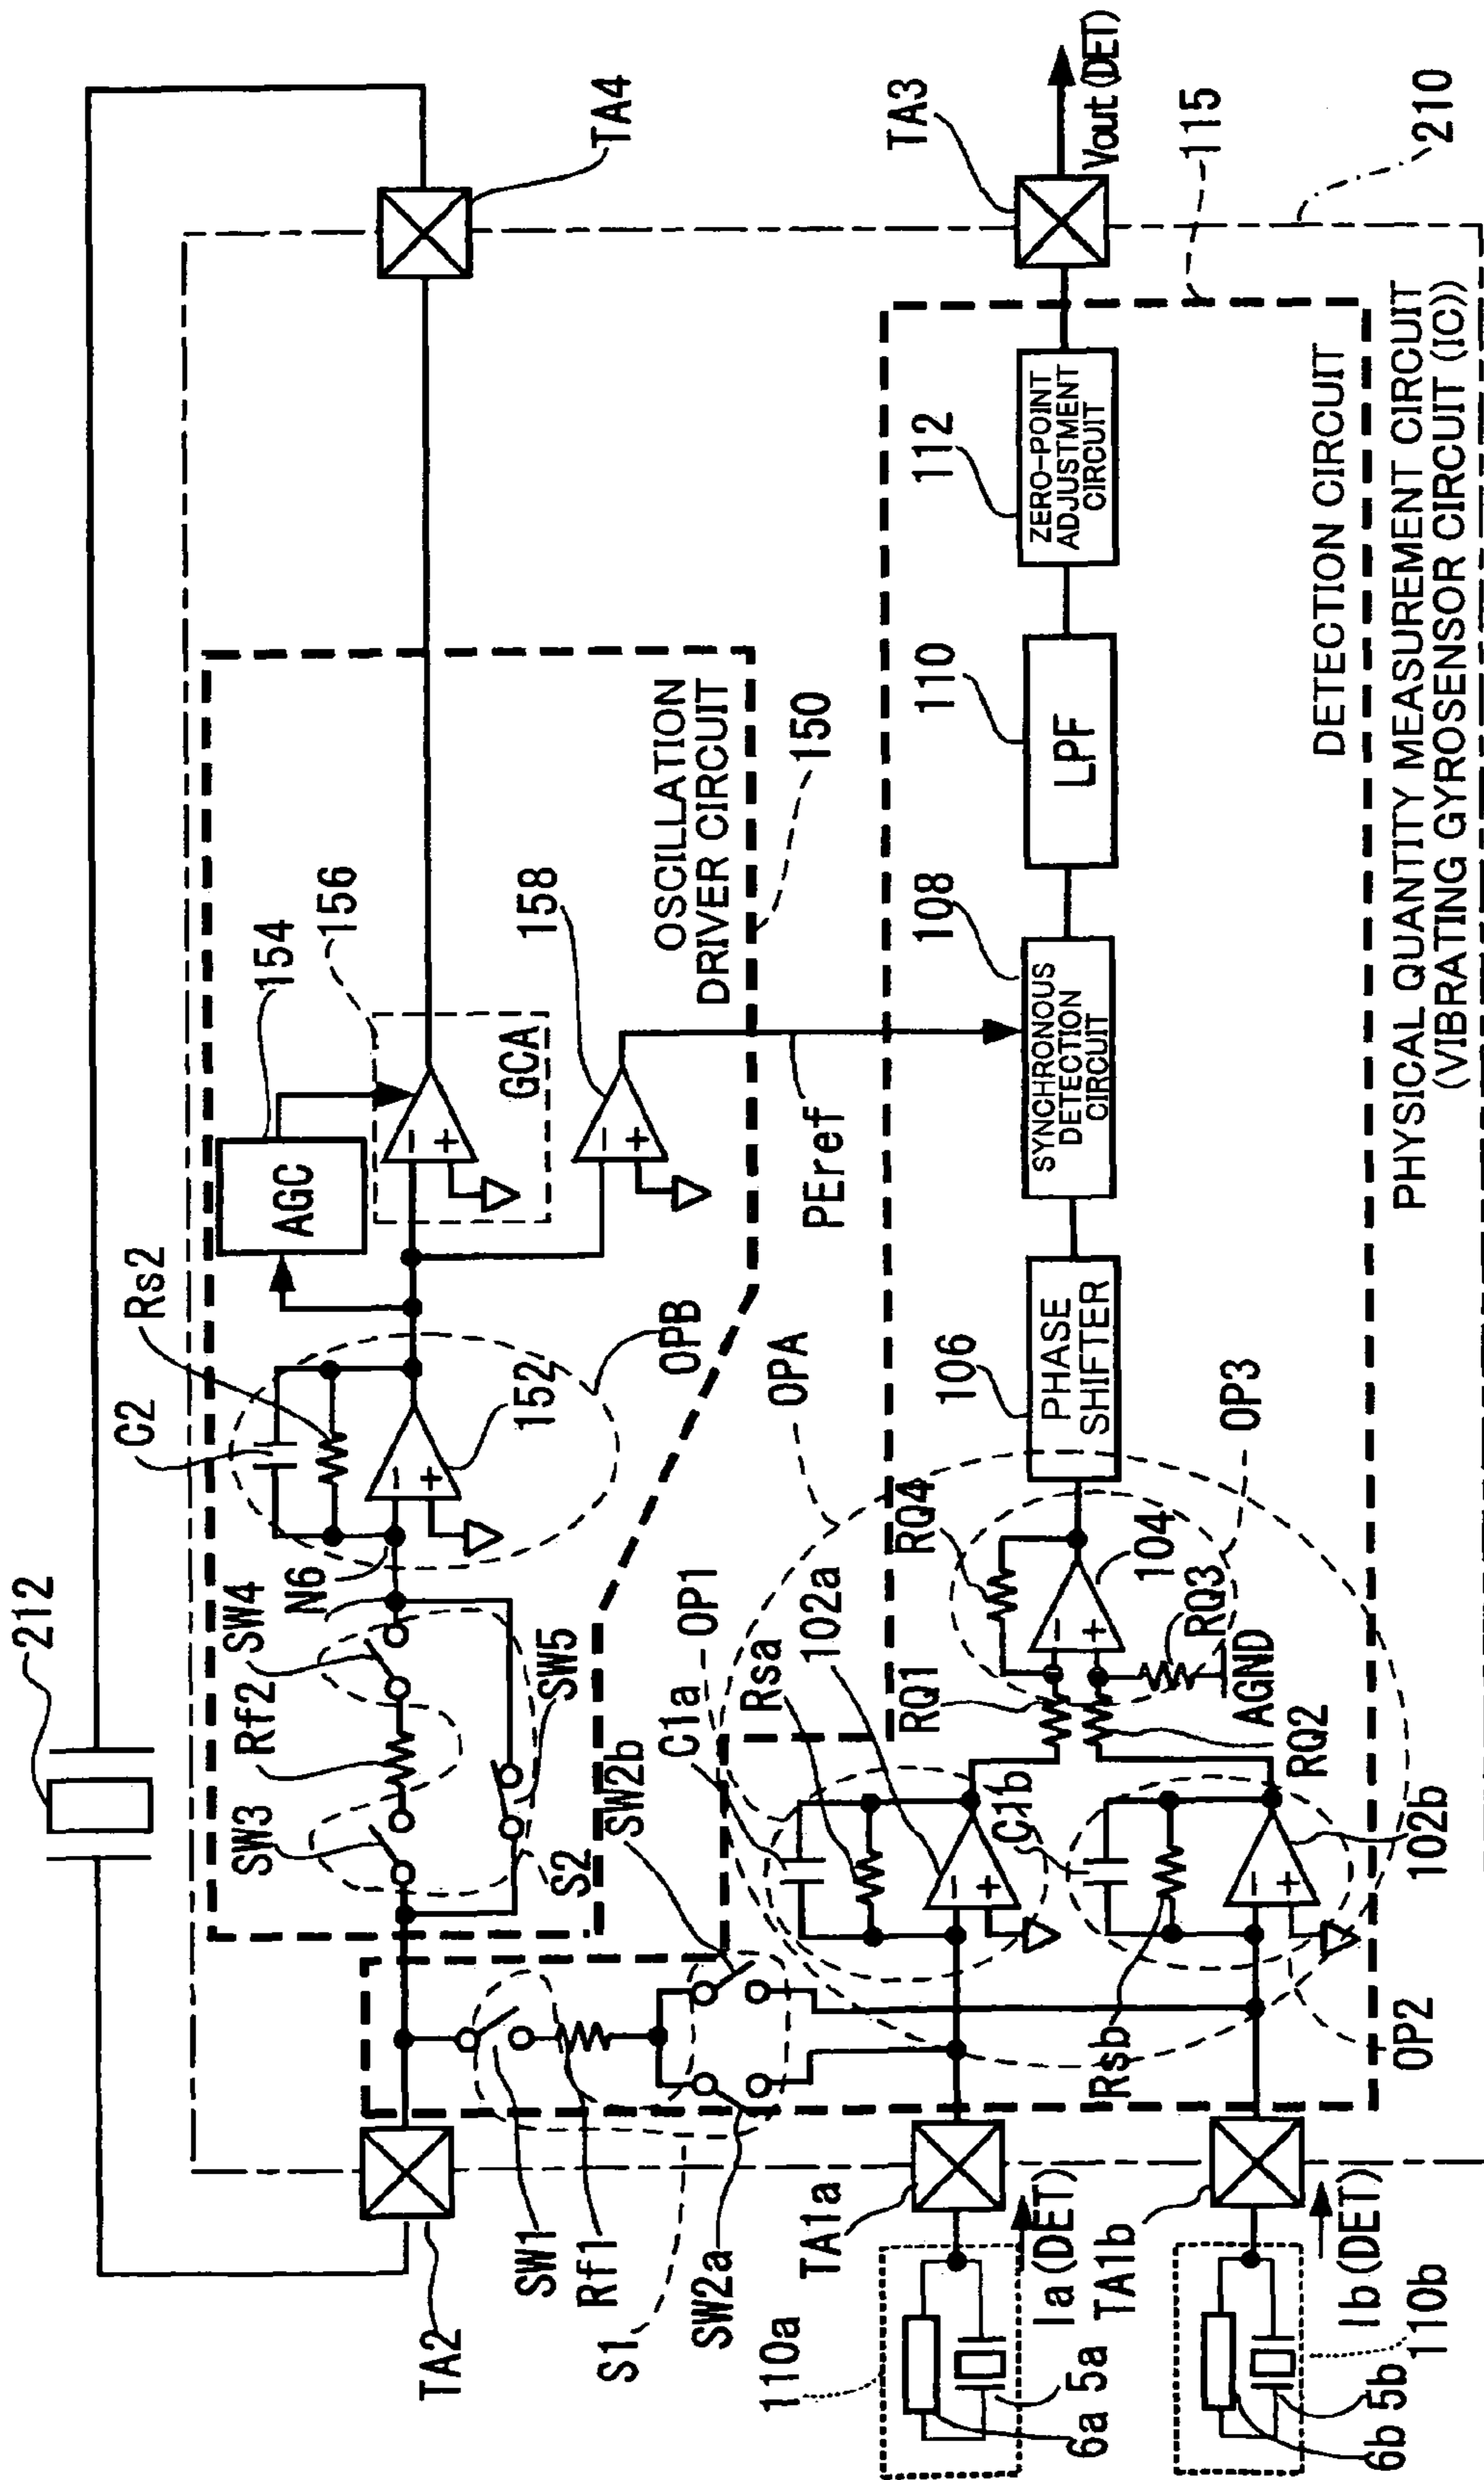 212
C2
Rs2
154
156
AGC
GCA
158
OSCILLATION
DRIVER CIRCUIT
150
TA4
SW3
Rf2
SW4
N6
152
OPB
SW5
S2
SW2b
TA2
SW1
Rf1
S1
SW2a
PEref
C1a
OP1
Rsa
102a
OPA
RQ1
RQ4
104
OP3
RQ3
AGND
RQ2
C1b
102b
Rsb
OP2
106
PHASE
SHIFTER
108
SYNCHRONOUS
DETECTION
CIRCUIT
110
LPF
112
ZERO-POINT
ADJUSTMENT
CIRCUIT
TA3
Vout(DET)
115
210
DETECTION CIRCUIT
PHYSICAL QUANTITY MEASUREMENT CIRCUIT
(VIBRATING GYROSENSOR CIRCUIT (IC))
TA1a
110a
6a 5a
Ia(DET)
TA1b
Ib(DET)
110b
6b 5b